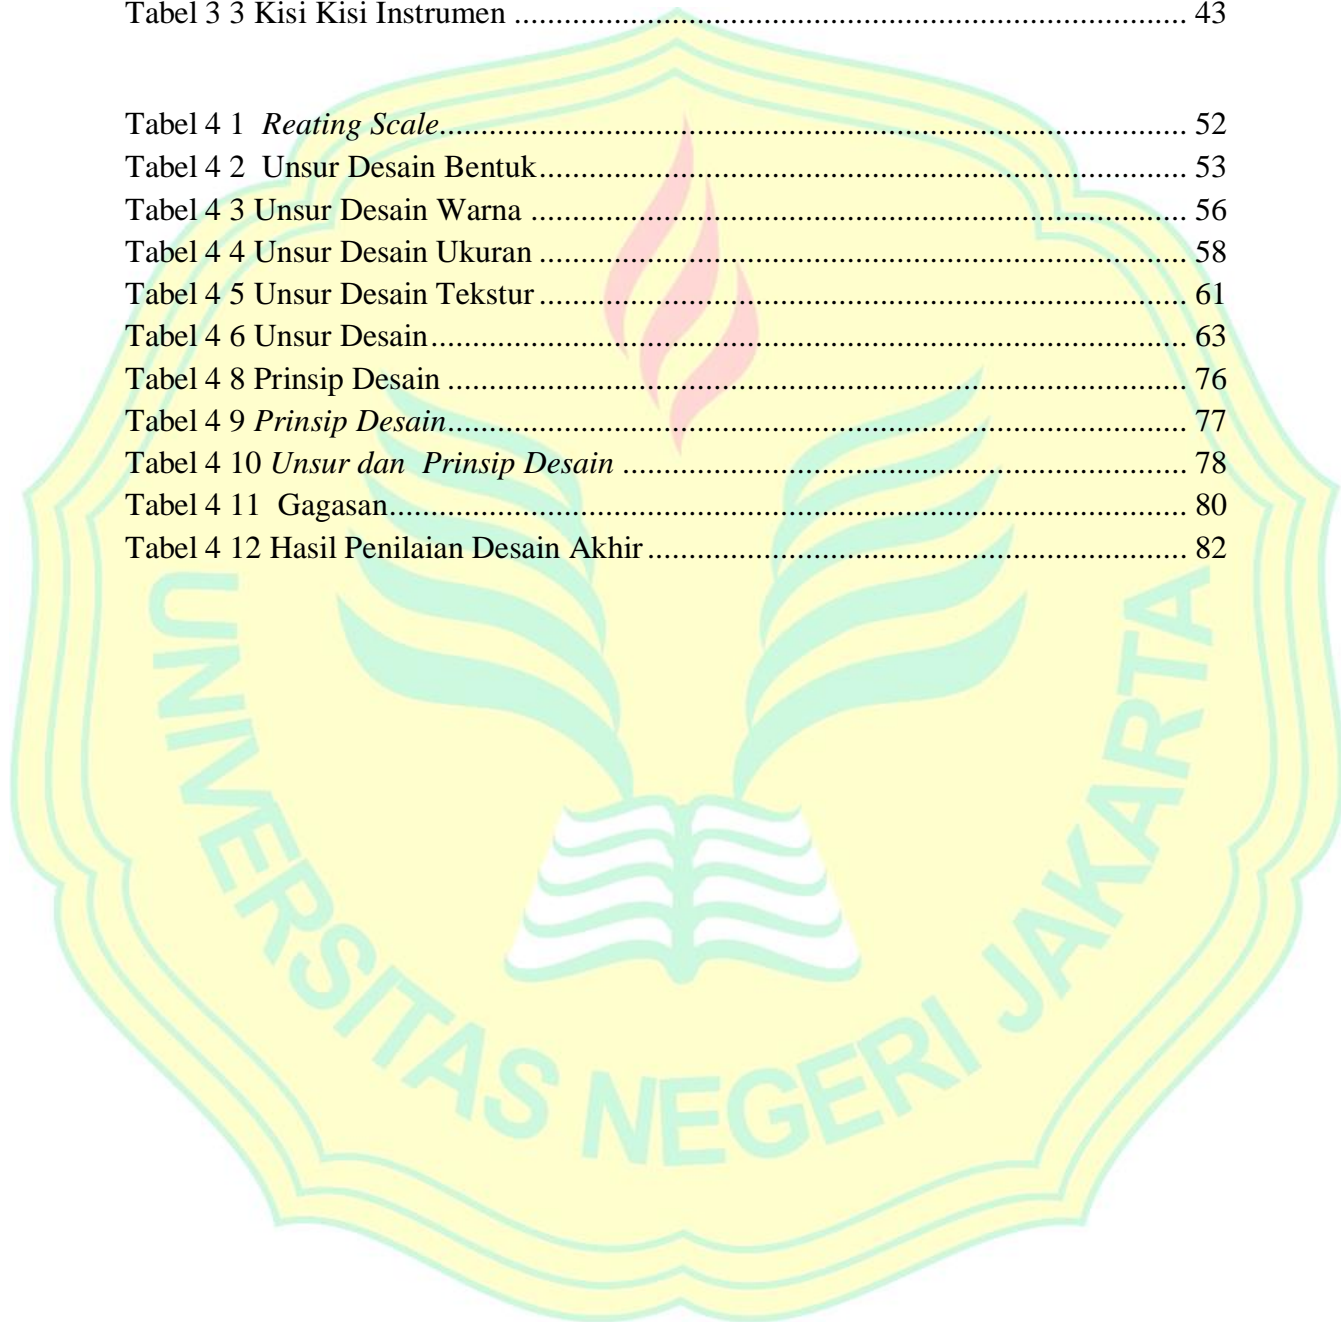 Tabel 3 3 Kisi Kisi Instrumen ..................................................................................... 43
Tabel 4 1  Reating Scale.............................................................................................. 52
Tabel 4 2  Unsur Desain Bentuk.................................................................................. 53
Tabel 4 3 Unsur Desain Warna ................................................................................... 56
Tabel 4 4 Unsur Desain Ukuran .................................................................................. 58
Tabel 4 5 Unsur Desain Tekstur .................................................................................. 61
Tabel 4 6 Unsur Desain................................................................................................ 63
Tabel 4 8 Prinsip Desain .............................................................................................. 76
Tabel 4 9 Prinsip Desain.............................................................................................. 77
Tabel 4 10 Unsur dan  Prinsip Desain ........................................................................ 78
Tabel 4 11  Gagasan..................................................................................................... 80
Tabel 4 12 Hasil Penilaian Desain Akhir .................................................................... 82
UNIVERSITAS NEGERI JAKARTA